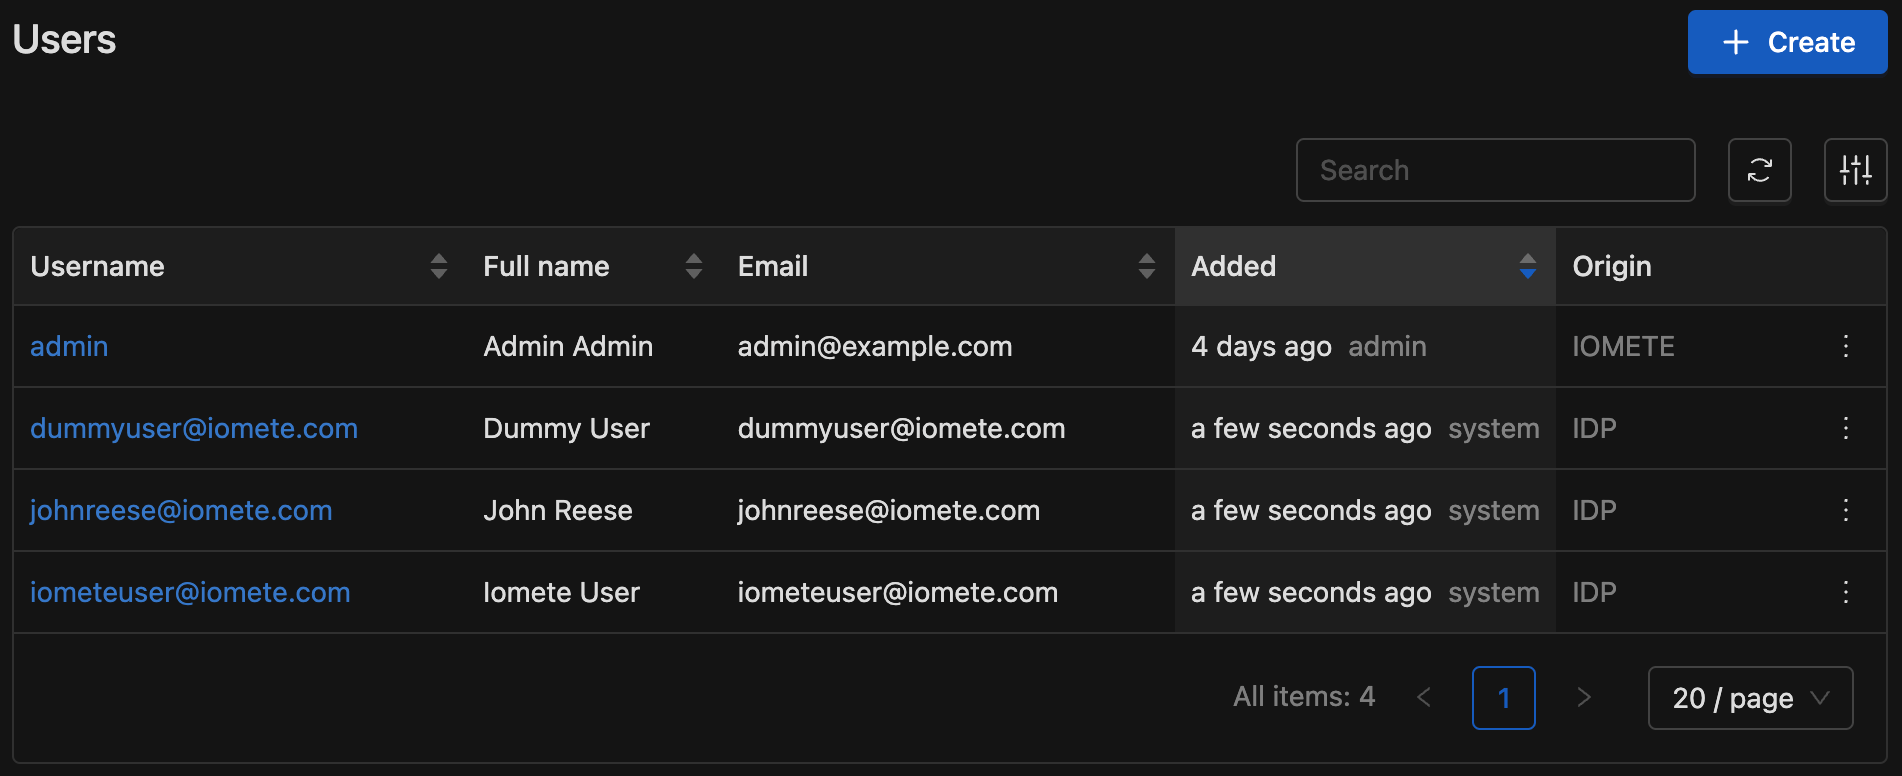 Users
+ Create
Search
Username Full name Email Added Origin
admin Admin Admin admin@example.com 4 days ago admin IOMETE
dummyuser@iomete.com Dummy User dummyuser@iomete.com a few seconds ago system IDP
johnreese@iomete.com John Reese johnreese@iomete.com a few seconds ago system IDP
iometeuser@iomete.com Iomete User iometeuser@iomete.com a few seconds ago system IDP
All items: 4 < 1 > 20 / page